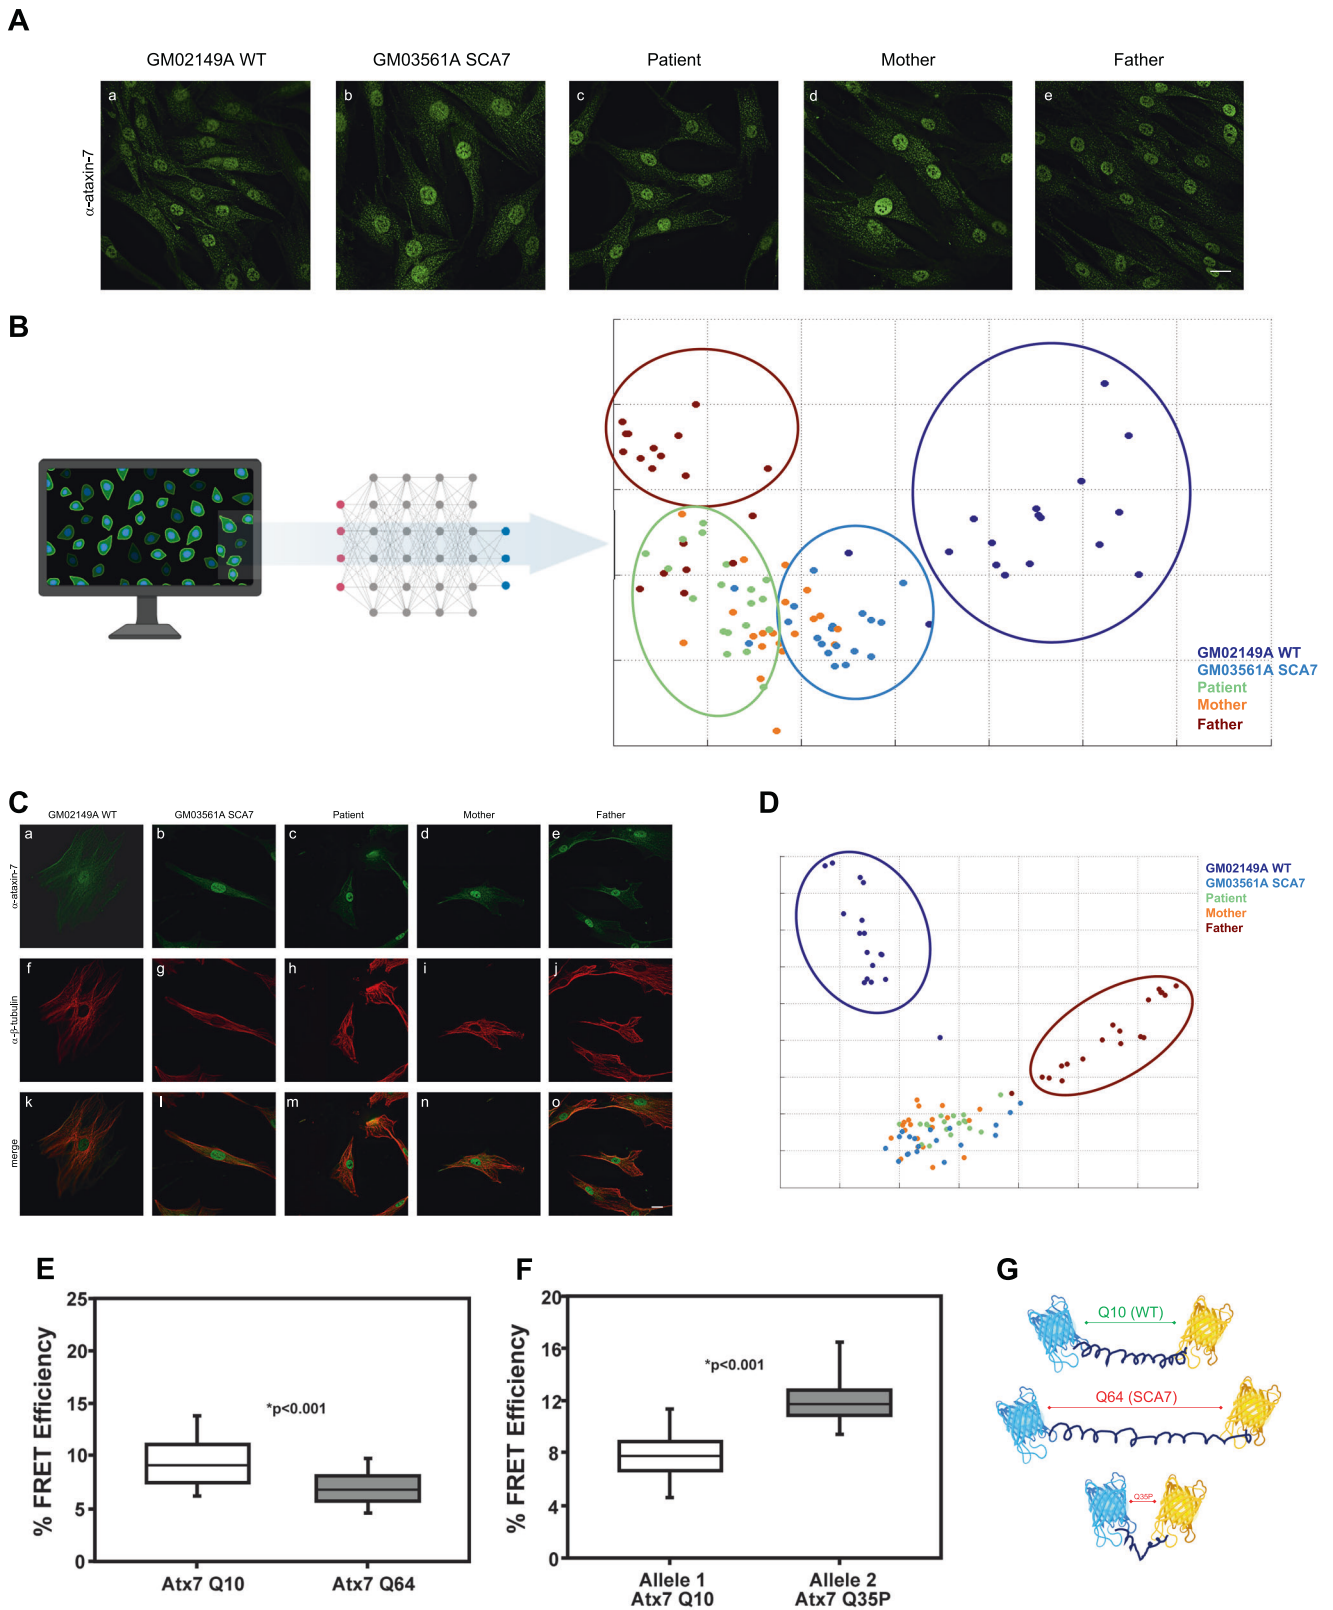 A
GM02149A WT
GM03561A SCA7
Patient
Mother
Father
α-ataxin-7
a
b
c
d
e
B
GM02149A WT
GM03561A SCA7
Patient
Mother
Father
C
GM02149A WT
GM03561A SCA7
Patient
Mother
Father
α-ataxin-7
a
b
c
d
e
α-β-tubulin
f
g
h
i
j
merge
k
l
m
n
o
D
GM02149A WT
GM03561A SCA7
Patient
Mother
Father
E
% FRET Efficiency
25
20
15
10
5
0
*p<0.001
Atx7 Q10
Atx7 Q64
F
% FRET Efficiency
20
16
12
8
4
0
*p<0.001
Allele 1
Atx7 Q10
Allele 2
Atx7 Q35P
G
Q10 (WT)
Q64 (SCA7)
Q35P